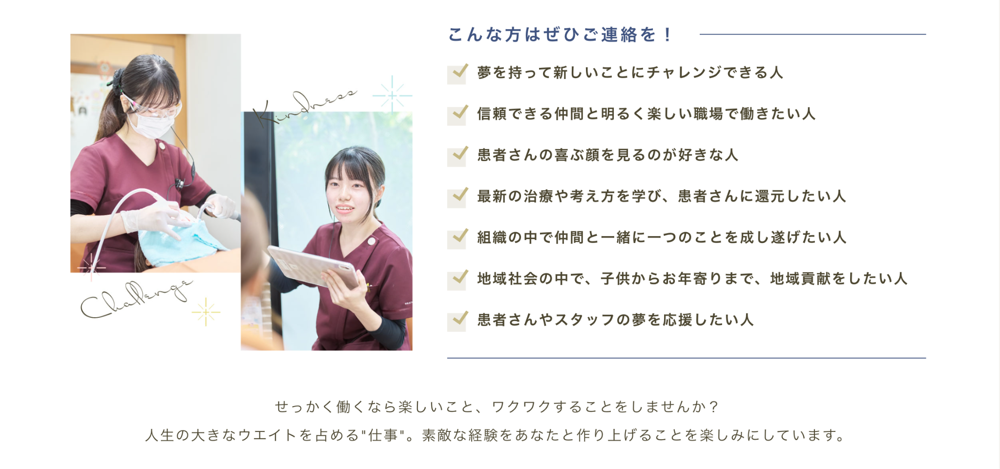 こんな方はぜひご連絡を！
夢を持って新しいことにチャレンジできる人
信頼できる仲間と明るく楽しい職場で働きたい人
患者さんの喜ぶ顔を見るのが好きな人
最新の治療や考え方を学び、患者さんに還元したい人
組織の中で仲間と一緒に一つのことを成し遂げたい人
地域社会の中で、子供からお年寄りまで、地域貢献をしたい人
患者さんやスタッフの夢を応援したい人
Kindness
Challenge
せっかく働くなら楽しいこと、ワクワクすることをしませんか？
人生の大きなウエイトを占める"仕事"。素敵な経験をあなたと作り上げることを楽しみにしています。